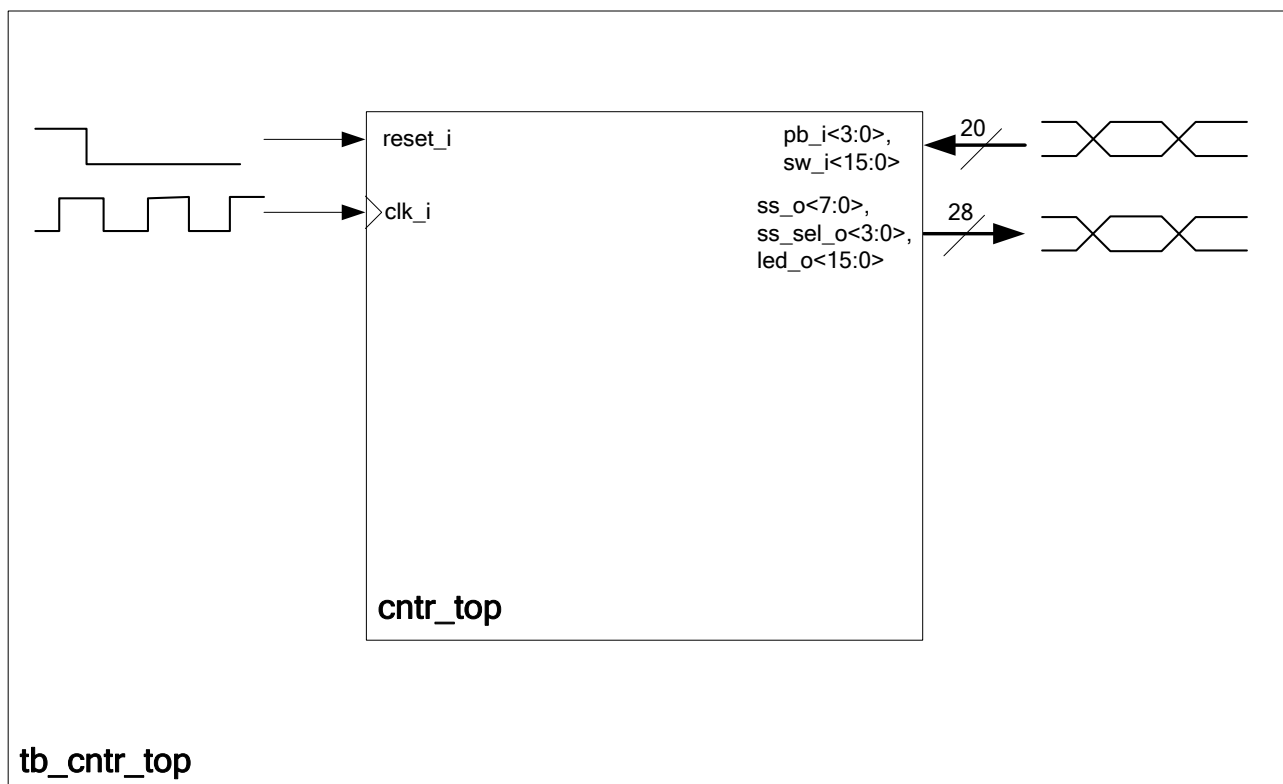 reset_i
clk_i
pb_i<3:0>,
sw_i<15:0>
20
ss_o<7:0>,
ss_sel_o<3:0>,
led_o<15:0>
28
cntr_top
tb_cntr_top